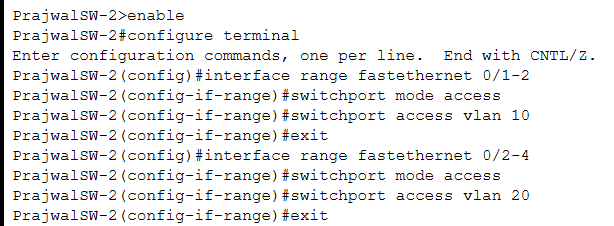 PrajwalSW-2>enable
PrajwalSW-2#configure terminal
Enter configuration commands, one per line.  End with CNTL/Z.
PrajwalSW-2(config)#interface range fastethernet 0/1-2
PrajwalSW-2(config-if-range)#switchport mode access
PrajwalSW-2(config-if-range)#switchport access vlan 10
PrajwalSW-2(config-if-range)#exit
PrajwalSW-2(config)#interface range fastethernet 0/2-4
PrajwalSW-2(config-if-range)#switchport mode access
PrajwalSW-2(config-if-range)#switchport access vlan 20
PrajwalSW-2(config-if-range)#exit